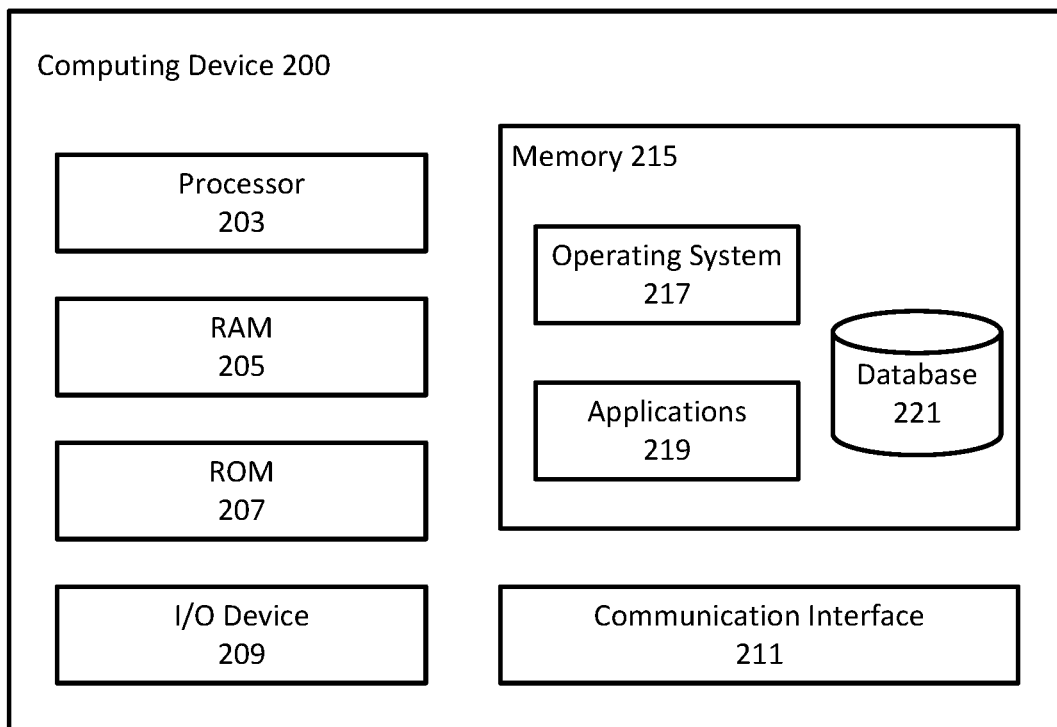 Computing Device 200
Processor
203
RAM
205
ROM
207
I/O Device
209
Memory 215
Operating System
217
Applications
219
Database
221
Communication Interface
211